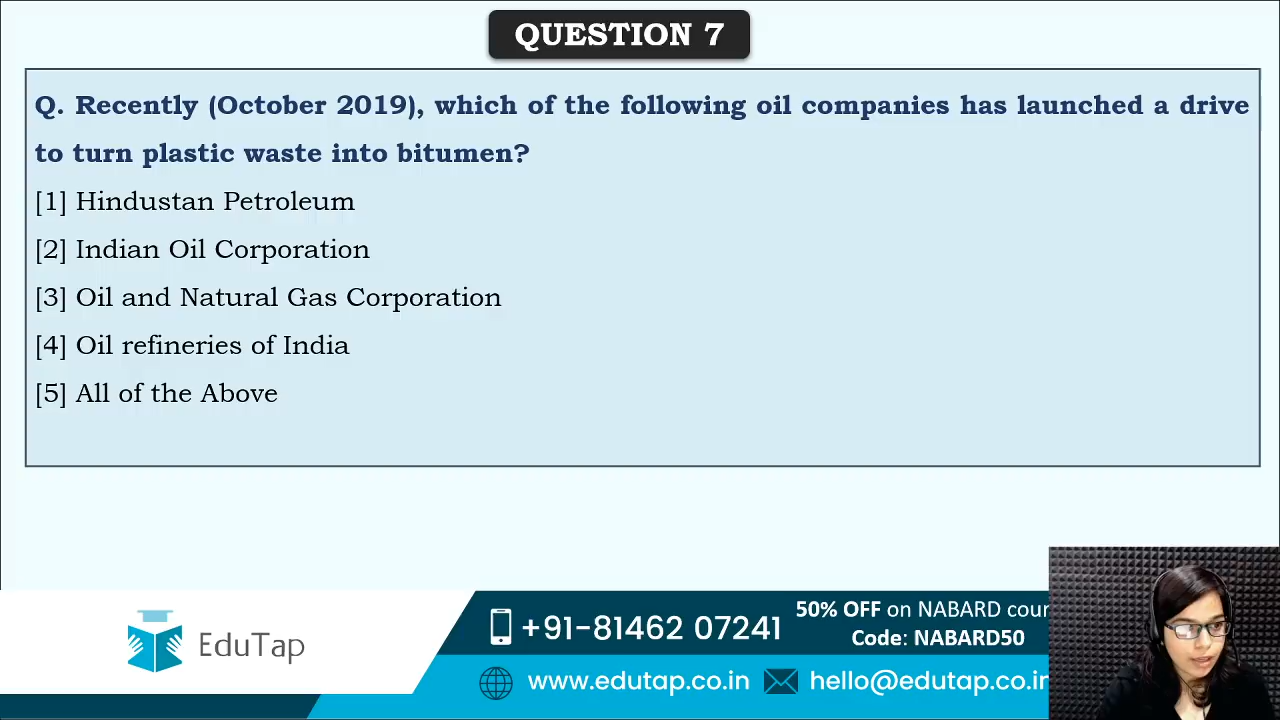 QUESTION 7
Q. Recently (October 2019), which of the following oil companies has launched a drive
to turn plastic waste into bitumen?
[1] Hindustan Petroleum
[2] Indian Oil Corporation
[3] Oil and Natural Gas Corporation
[4] Oil refineries of India
[5] All of the Above
EduTap
+91-81462 07241
50% OFF on NABARD cour
Code: NABARD50
www.edutap.co.in
hello@edutap.co.in